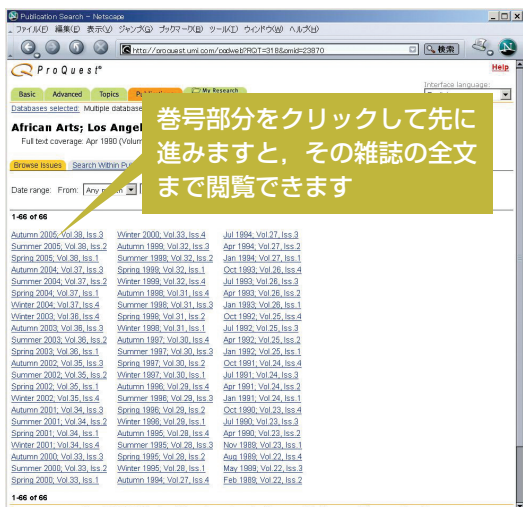 Publication Search - Netscape
ファイル(F) 編集(E) 表示(V) ジャンプ(G) ブックマーク(B) ツール(T) ウィンドウ(W) ヘルプ(H)
http://proquest.umi.com/pqdweb?RQT=318&pmid=23870 検索
ProQuest® Help
Interface language:
Basic Advanced Topics My Research
Databases selected: Multiple
African Arts; Los
Full text coverage: Apr 1990
巻号部分をクリックして先に
進みますと,その雑誌の全文
まで閲覧できます
Browse Issues Search Within
Date range: From:
1-66 of 66
Autumn 2005; Vol.38, Iss.3 Winter 2000; Vol.33, Iss.4 Jul 1994; Vol.27, Iss.3
Summer 2005; Vol.38, Iss.2 Autumn 1999; Vol.32, Iss.3 Apr 1994; Vol.27, Iss.2
Spring 2005; Vol.38, Iss.1 Summer 1999; Vol.32, Iss.2 Jan 1994; Vol.27, Iss.1
Autumn 2004; Vol.37, Iss.3 Spring 1999; Vol.32, Iss.1 Oct 1993; Vol.26, Iss.4
Summer 2004; Vol.37, Iss.2 Winter 1999; Vol.32, Iss.4 Jul 1993; Vol.26, Iss.3
Spring 2004; Vol.37, Iss.1 Autumn 1998; Vol.31, Iss.4 Apr 1993; Vol.26, Iss.2
Winter 2004; Vol.37, Iss.4 Summer 1998; Vol.31, Iss.3 Jan 1993; Vol.26, Iss.1
Winter 2003; Vol.36, Iss.4 Spring 1998; Vol.31, Iss.2 Oct 1992; Vol.25, Iss.4
Autumn 2003; Vol.36, Iss.3 Winter 1998; Vol.31, Iss.1 Jul 1992; Vol.25, Iss.3
Summer 2003; Vol.36, Iss.2 Autumn 1997; Vol.30, Iss.4 Apr 1992; Vol.25, Iss.2
Spring 2003; Vol.36, Iss.1 Summer 1997; Vol.30, Iss.3 Jan 1992; Vol.25, Iss.1
Autumn 2002; Vol.35, Iss.3 Spring 1997; Vol.30, Iss.2 Oct 1991; Vol.24, Iss.4
Summer 2002; Vol.35, Iss.2 Winter 1997; Vol.30, Iss.1 Jul 1991; Vol.24, Iss.3
Spring 2002; Vol.35, Iss.1 Autumn 1996; Vol.29, Iss.4 Apr 1991; Vol.24, Iss.2
Winter 2002; Vol.35, Iss.4 Summer 1996; Vol.29, Iss.3 Jan 1991; Vol.24, Iss.1
Autumn 2001; Vol.34, Iss.3 Spring 1996; Vol.29, Iss.2 Oct 1990; Vol.23, Iss.4
Summer 2001; Vol.34, Iss.2 Winter 1996; Vol.29, Iss.1 Jul 1990; Vol.23, Iss.3
Spring 2001; Vol.34, Iss.1 Autumn 1995; Vol.28, Iss.4 Apr 1990; Vol.23, Iss.2
Winter 2001; Vol.34, Iss.4 Summer 1995; Vol.28, Iss.3 Nov 1989; Vol.23, Iss.1
Autumn 2000; Vol.33, Iss.3 Spring 1995; Vol.28, Iss.2 Aug 1989; Vol.22, Iss.4
Summer 2000; Vol.33, Iss.2 Winter 1995; Vol.28, Iss.1 May 1989; Vol.22, Iss.3
Spring 2000; Vol.33, Iss.1 Autumn 1994; Vol.27, Iss.4 Feb 1989; Vol.22, Iss.2
1-66 of 66